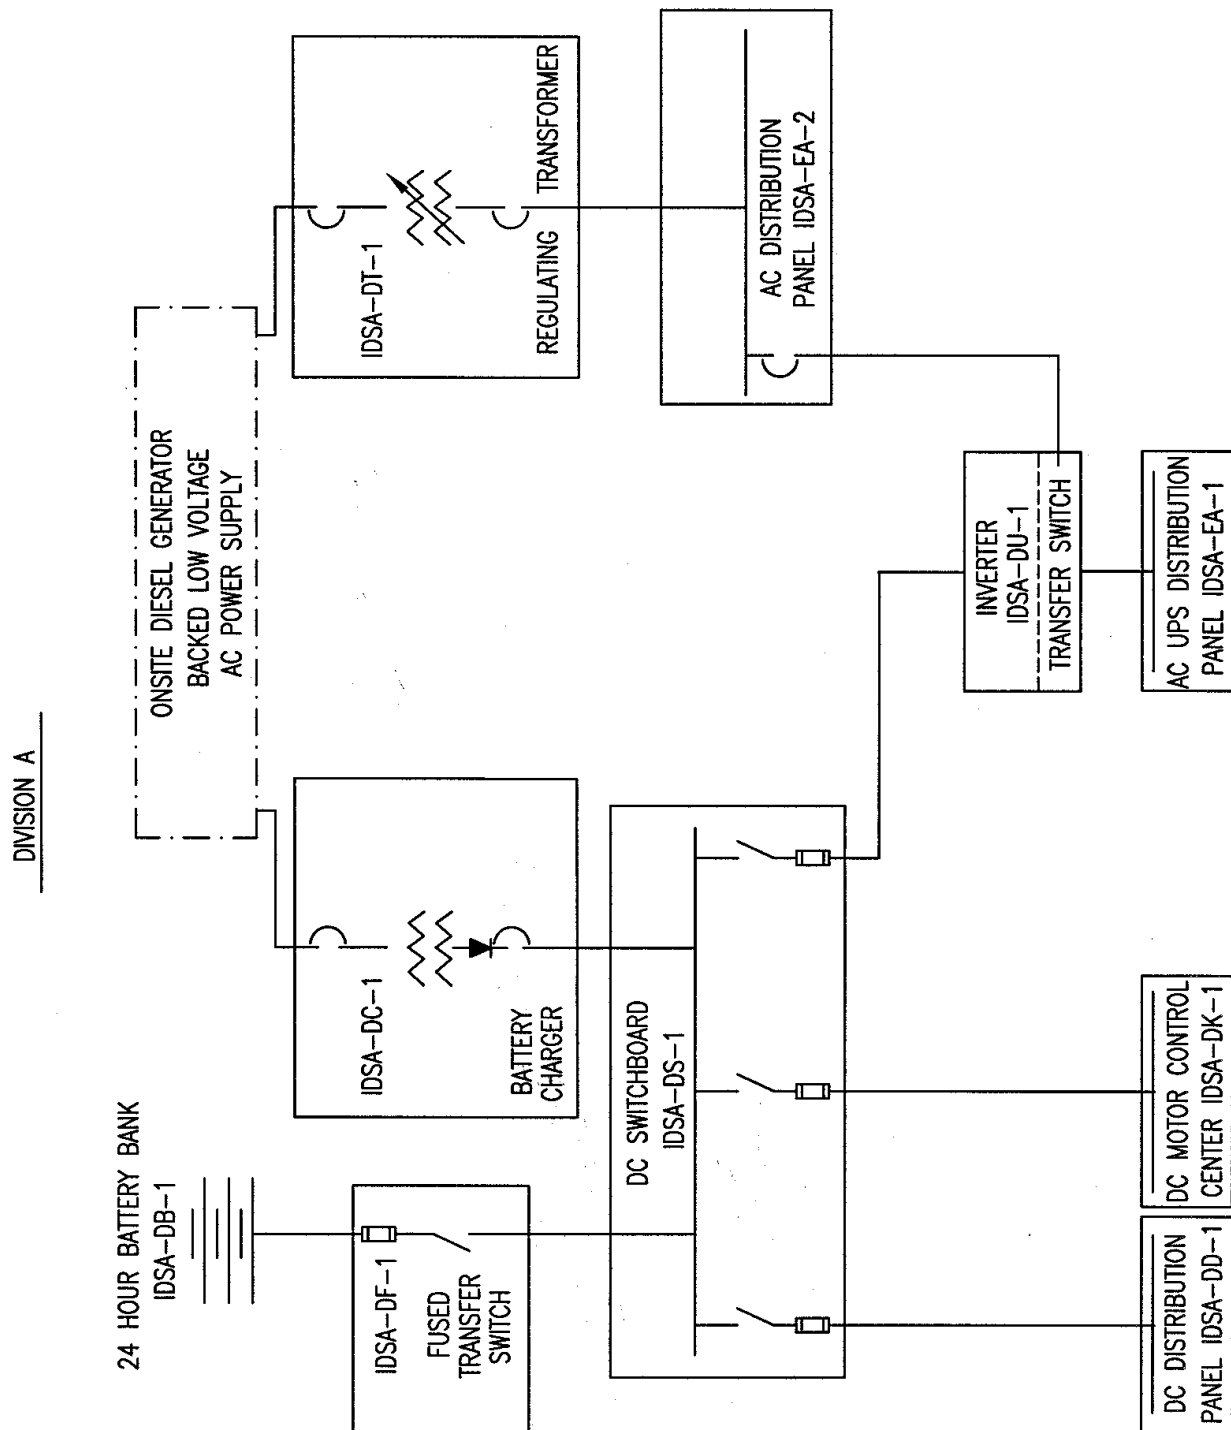 DIVISION A
24 HOUR BATTERY BANK
IDSA-DB-1
ONSITE DIESEL GENERATOR
BACKED LOW VOLTAGE
AC POWER SUPPLY
IDSA-DF-1
FUSED
TRANSFER
SWITCH
IDSA-DC-1
BATTERY
CHARGER
IDSA-DT-1
REGULATING TRANSFORMER
DC SWITCHBOARD
IDSA-DS-1
AC DISTRIBUTION
PANEL IDSA-EA-2
INVERTER
IDSA-DU-1
TRANSFER SWITCH
DC DISTRIBUTION
PANEL IDSA-DD-1
DC MOTOR CONTROL
CENTER IDSA-DK-1
AC UPS DISTRIBUTION
PANEL IDSA-EA-1